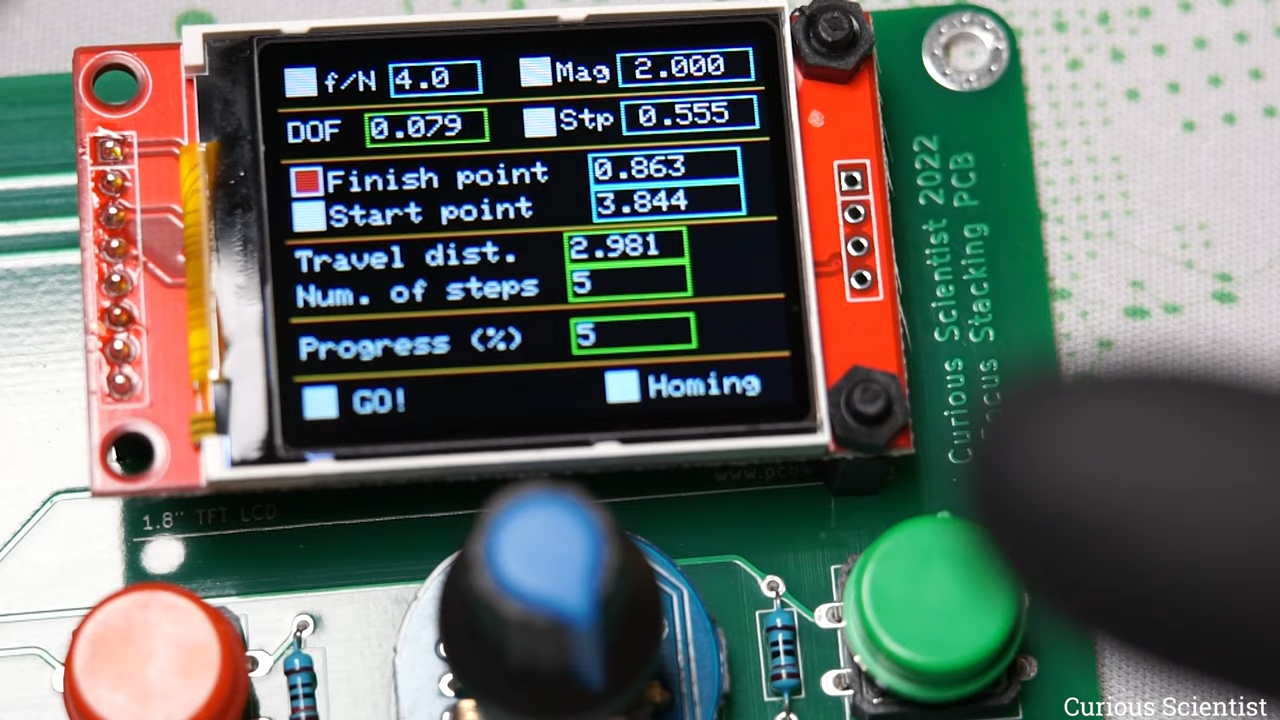 f/N 4.0 Mag 2.000
DOF 0.079 Stp 0.555
Finish point 0.863
Start point 3.844
Travel dist. 2.981
Num. of steps 5
Progress (%) 5
GO! Homing
Curious Scientist 2022
Stacking PCB
1.8" TFT LCD
Curious Scientist